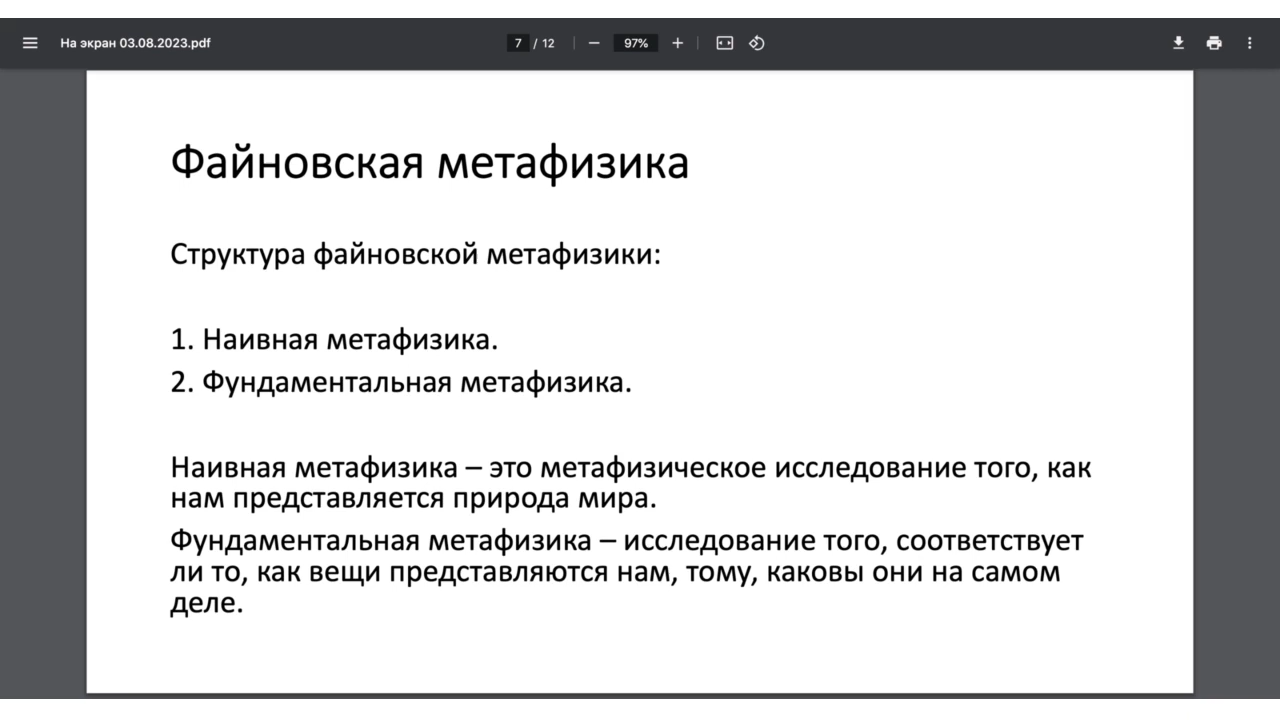 На экран 03.08.2023.pdf
7 / 12
97%
Файновская метафизика
Структура файновской метафизики:
1. Наивная метафизика.
2. Фундаментальная метафизика.
Наивная метафизика – это метафизическое исследование того, как
нам представляется природа мира.
Фундаментальная метафизика – исследование того, соответствует
ли то, как вещи представляются нам, тому, каковы они на самом
деле.